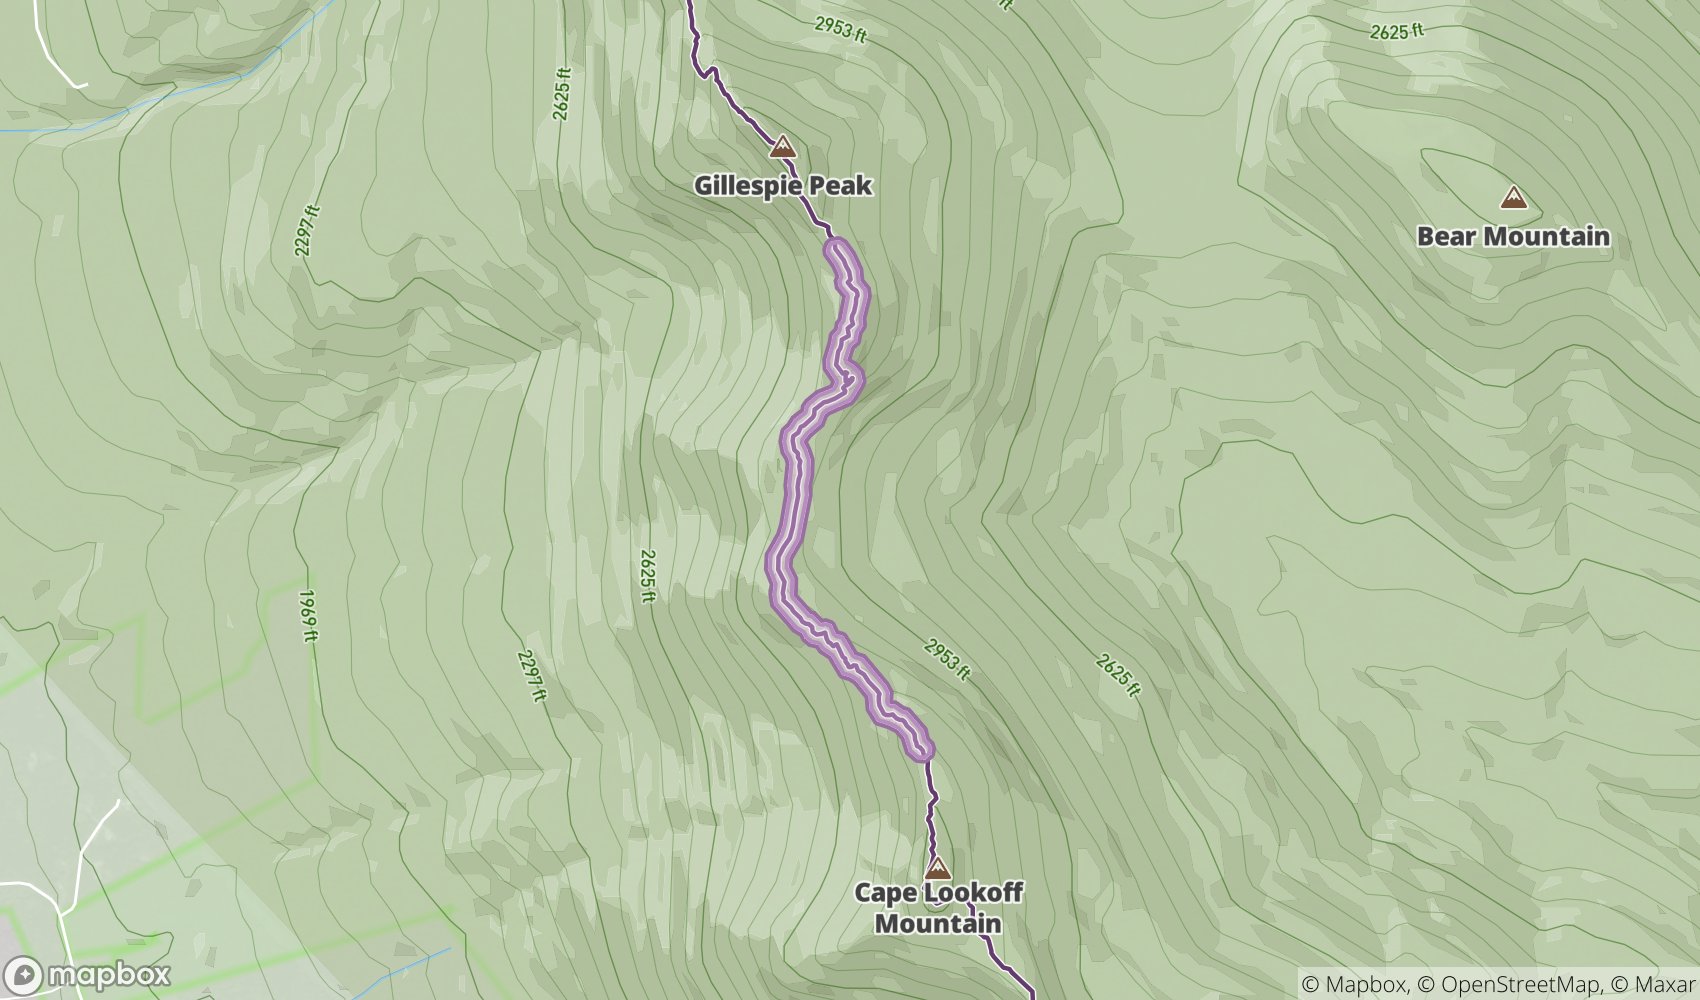 2953 ft
2625 ft
2625 ft
Gillespie Peak
2297 ft
Bear Mountain
2625 ft
1969 ft
2297 ft
2953 ft
2625 ft
Cape Lookoff
Mountain
mapbox
© Mapbox, © OpenStreetMap, © Maxar